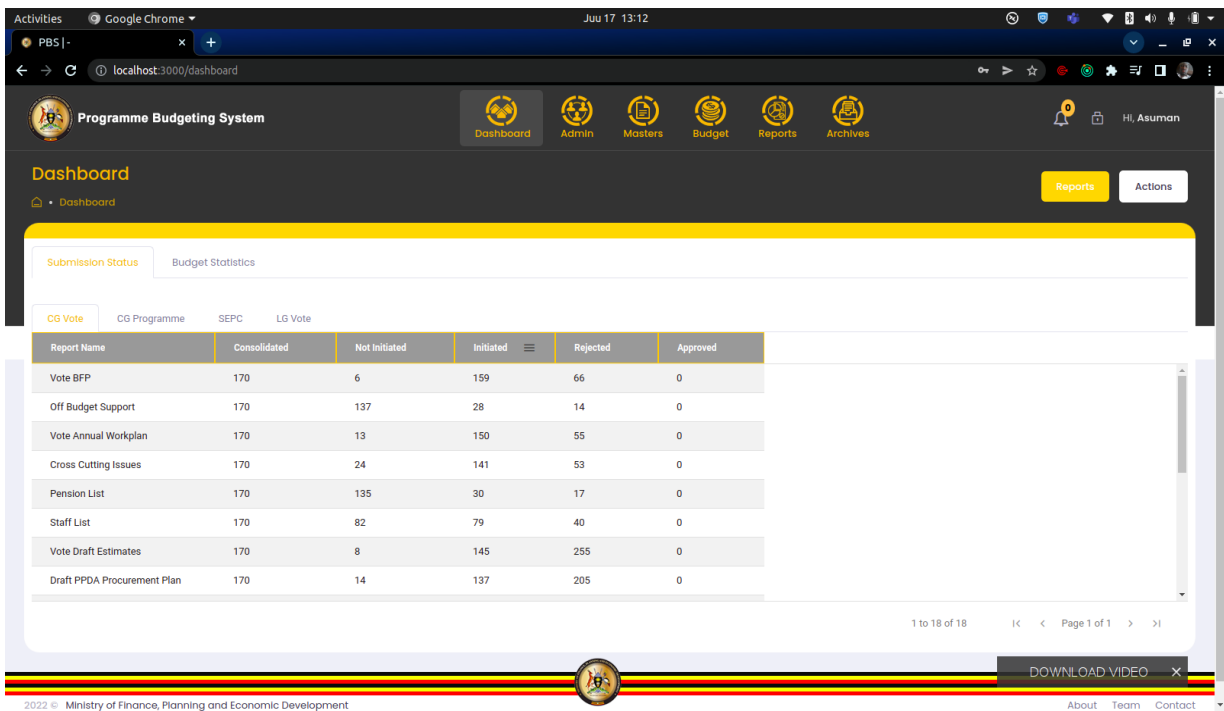 Activities Google Chrome Juu 17 13:12
PBS | -
localhost:3000/dashboard
Programme Budgeting System
Dashboard Admin Masters Budget Reports Archives
0
Hi, Asuman
Dashboard
Dashboard
Reports Actions
Submission Status Budget Statistics
CG Vote CG Programme SEPC LG Vote
Report Name Consolidated Not Initiated Initiated Rejected Approved
Vote BFP 170 6 159 66 0
Off Budget Support 170 137 28 14 0
Vote Annual Workplan 170 13 150 55 0
Cross Cutting Issues 170 24 141 53 0
Pension List 170 135 30 17 0
Staff List 170 82 79 40 0
Vote Draft Estimates 170 8 145 255 0
Draft PPDA Procurement Plan 170 14 137 205 0
1 to 18 of 18 Page 1 of 1
DOWNLOAD VIDEO
2022 © Ministry of Finance, Planning and Economic Development About Team Contact